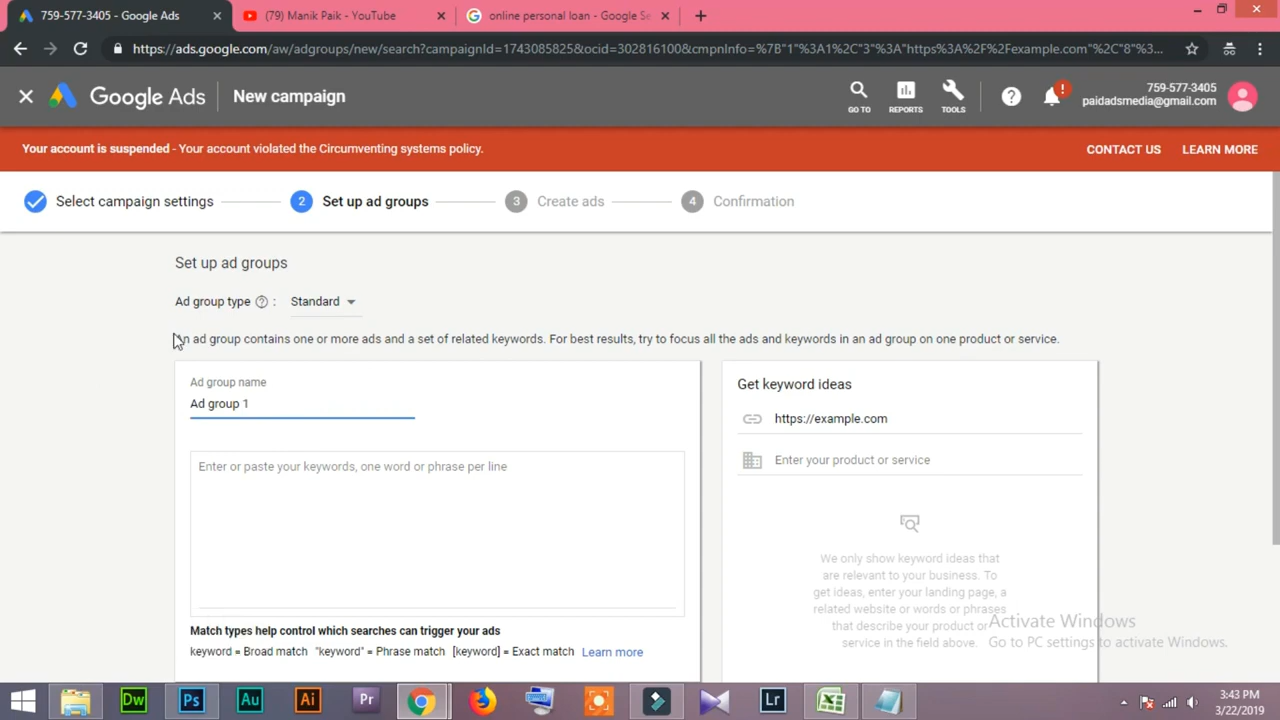 759-577-3405 - Google Ads
(79) Manik Paik - YouTube
online personal loan - Google Se
https://ads.google.com/aw/adgroups/new/search?campaignId=1743085825&ocid=302816100&cmpnInfo=%7B"1"%3A1%2C"3"%3A"https%3A%2F%2Fexample.com"%2C"8"%3...
Google Ads
New campaign
GO TO
REPORTS
TOOLS
759-577-3405
paidadsmedia@gmail.com
Your account is suspended - Your account violated the Circumventing systems policy.
CONTACT US
LEARN MORE
Select campaign settings
2
Set up ad groups
3
Create ads
4
Confirmation
Set up ad groups
Ad group type ? :
Standard
An ad group contains one or more ads and a set of related keywords. For best results, try to focus all the ads and keywords in an ad group on one product or service.
Ad group name
Ad group 1
Enter or paste your keywords, one word or phrase per line
Match types help control which searches can trigger your ads
keyword = Broad match "keyword" = Phrase match [keyword] = Exact match Learn more
Get keyword ideas
https://example.com
Enter your product or service
We only show keyword ideas that
are relevant to your business. To
get ideas, enter your landing page, a
related website or words or phrases
that describe your product or
service in the field above.
Activate Windows
Go to PC settings to activate Windows.
Dw
Ps
Au
Ai
Pr
Lr
3:43 PM
3/22/2019